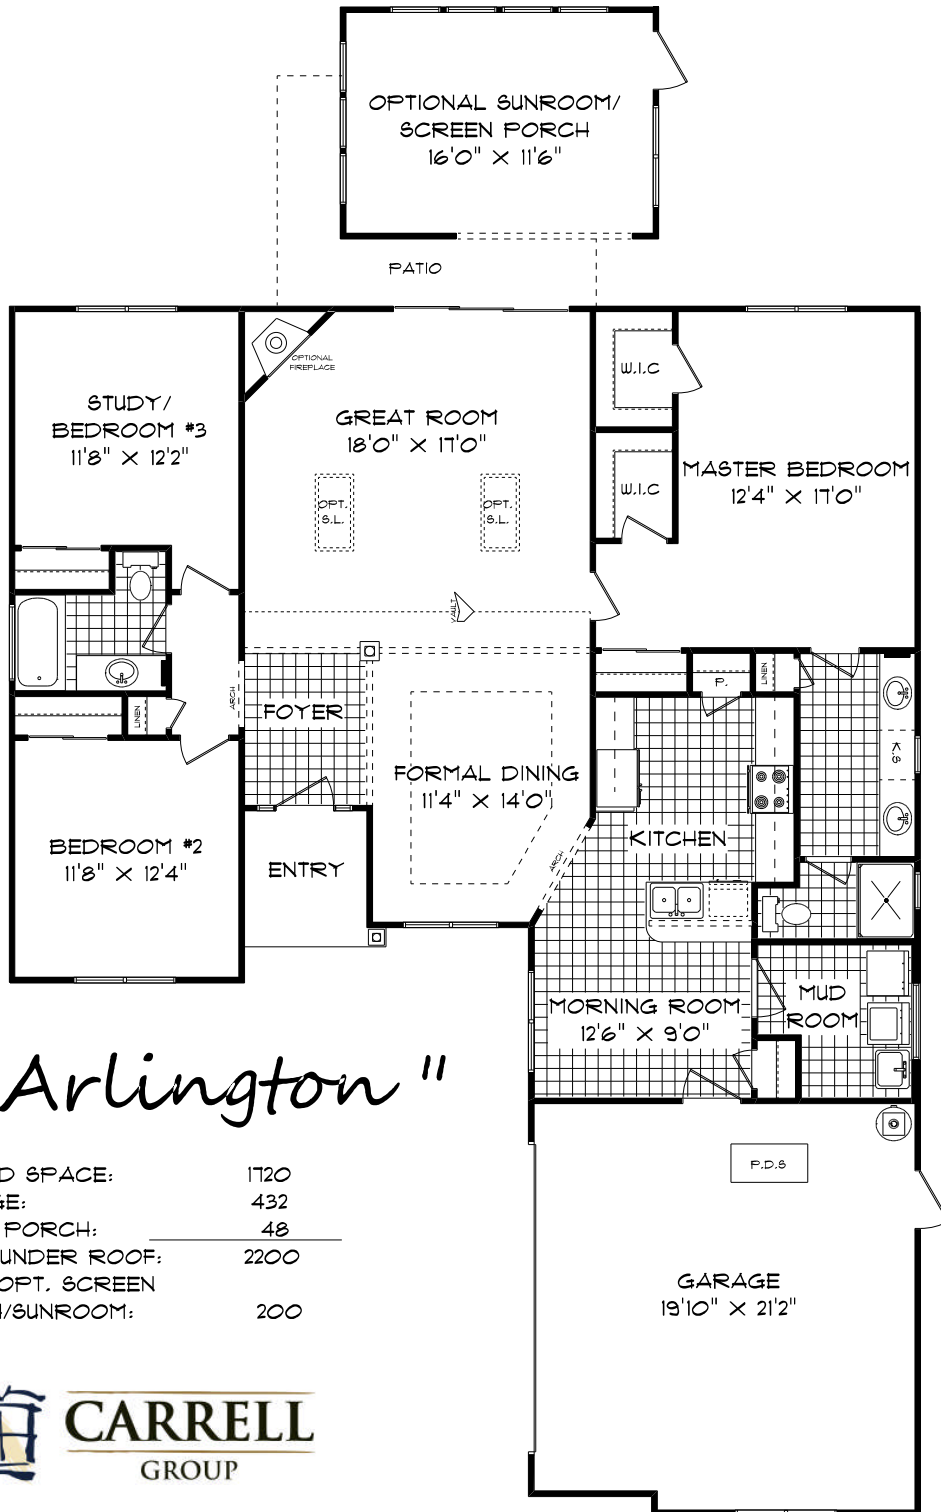 OPTIONAL SUNROOM/
SCREEN PORCH
16'0" X 11'6"
PATIO
OPTIONAL
FIREPLACE
W.I.C
STUDY/
BEDROOM #3
11'8" X 12'2"
GREAT ROOM
18'0" X 17'0"
MASTER BEDROOM
12'4" X 17'0"
W.I.C
OPT.
S.L.
OPT.
S.L.
VAULT
LINEN
P.
ARCH
LINEN
FOYER
K.S
FORMAL DINING
11'4" X 14'0"
KITCHEN
BEDROOM #2
11'8" X 12'4"
ENTRY
ARCH
MUD
ROOM
MORNING ROOM
12'6" X 9'0"
Arlington"
D SPACE: 1720
GE: 432
PORCH: 48
UNDER ROOF: 2200
OPT. SCREEN
H/SUNROOM: 200
P.D.S
GARAGE
19'10" X 21'2"
CARRELL
GROUP